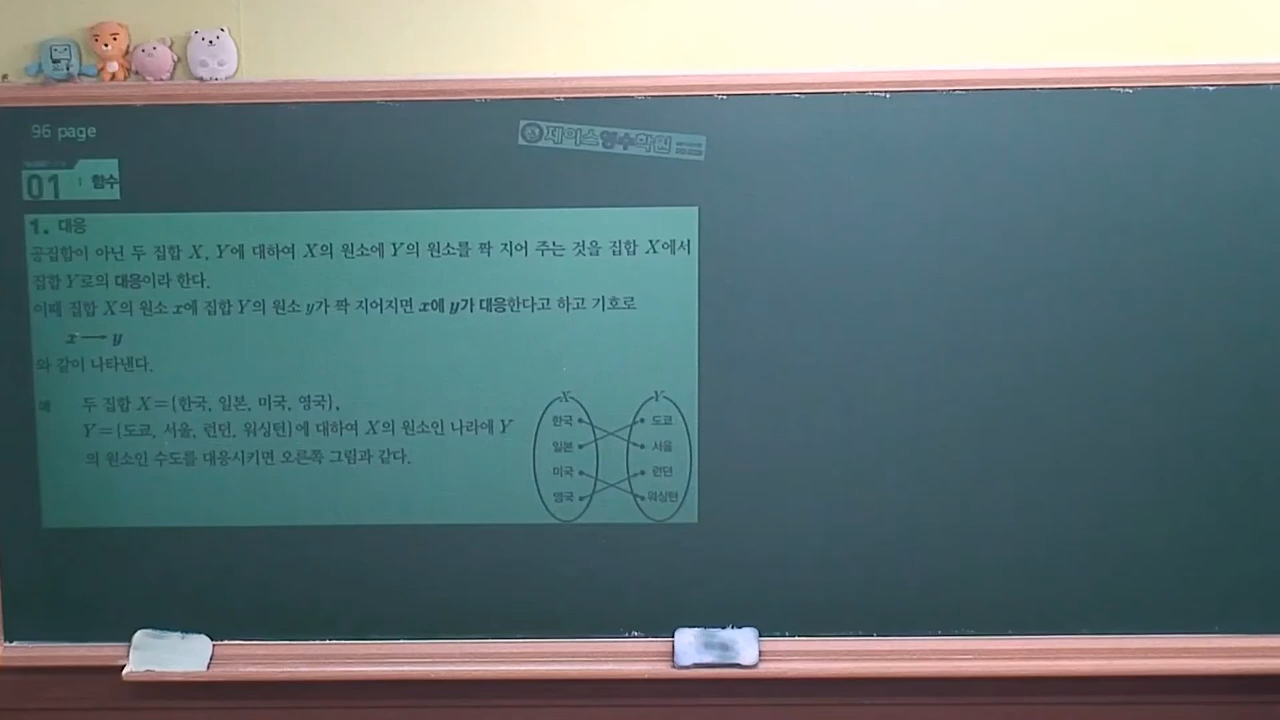 96 page
제이스영수학원
01 함수
1. 대응
공집합이 아닌 두 집합 X, Y에 대하여 X의 원소에 Y의 원소를 짝 지어 주는 것을 집합 X에서
집합 Y로의 대응이라 한다.
이때 집합 X의 원소 x에 집합 Y의 원소 y가 짝 지어지면 x에 y가 대응한다고 하고 기호로
x → y
와 같이 나타낸다.
예 두 집합 X={한국, 일본, 미국, 영국},
Y={도쿄, 서울, 런던, 워싱턴}에 대하여 X의 원소인 나라에 Y
의 원소인 수도를 대응시키면 오른쪽 그림과 같다.
X Y
한국 도쿄
일본 서울
미국 런던
영국 워싱턴